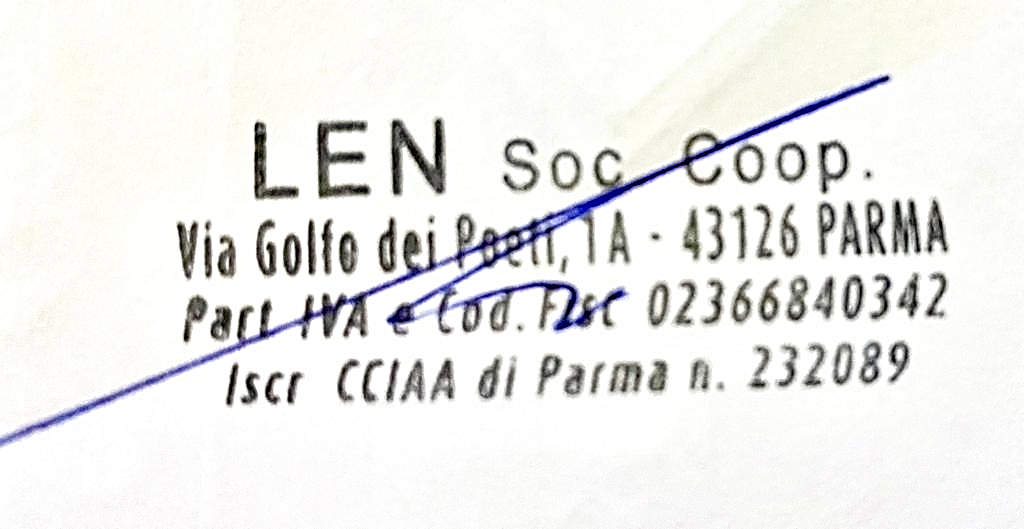 LEN Soc. Coop.
Via Golfo dei Poeti, 1A - 43126 PARMA
Part IVA e Cod. Fisc 02366840342
Iscr CCIAA di Parma n. 232089